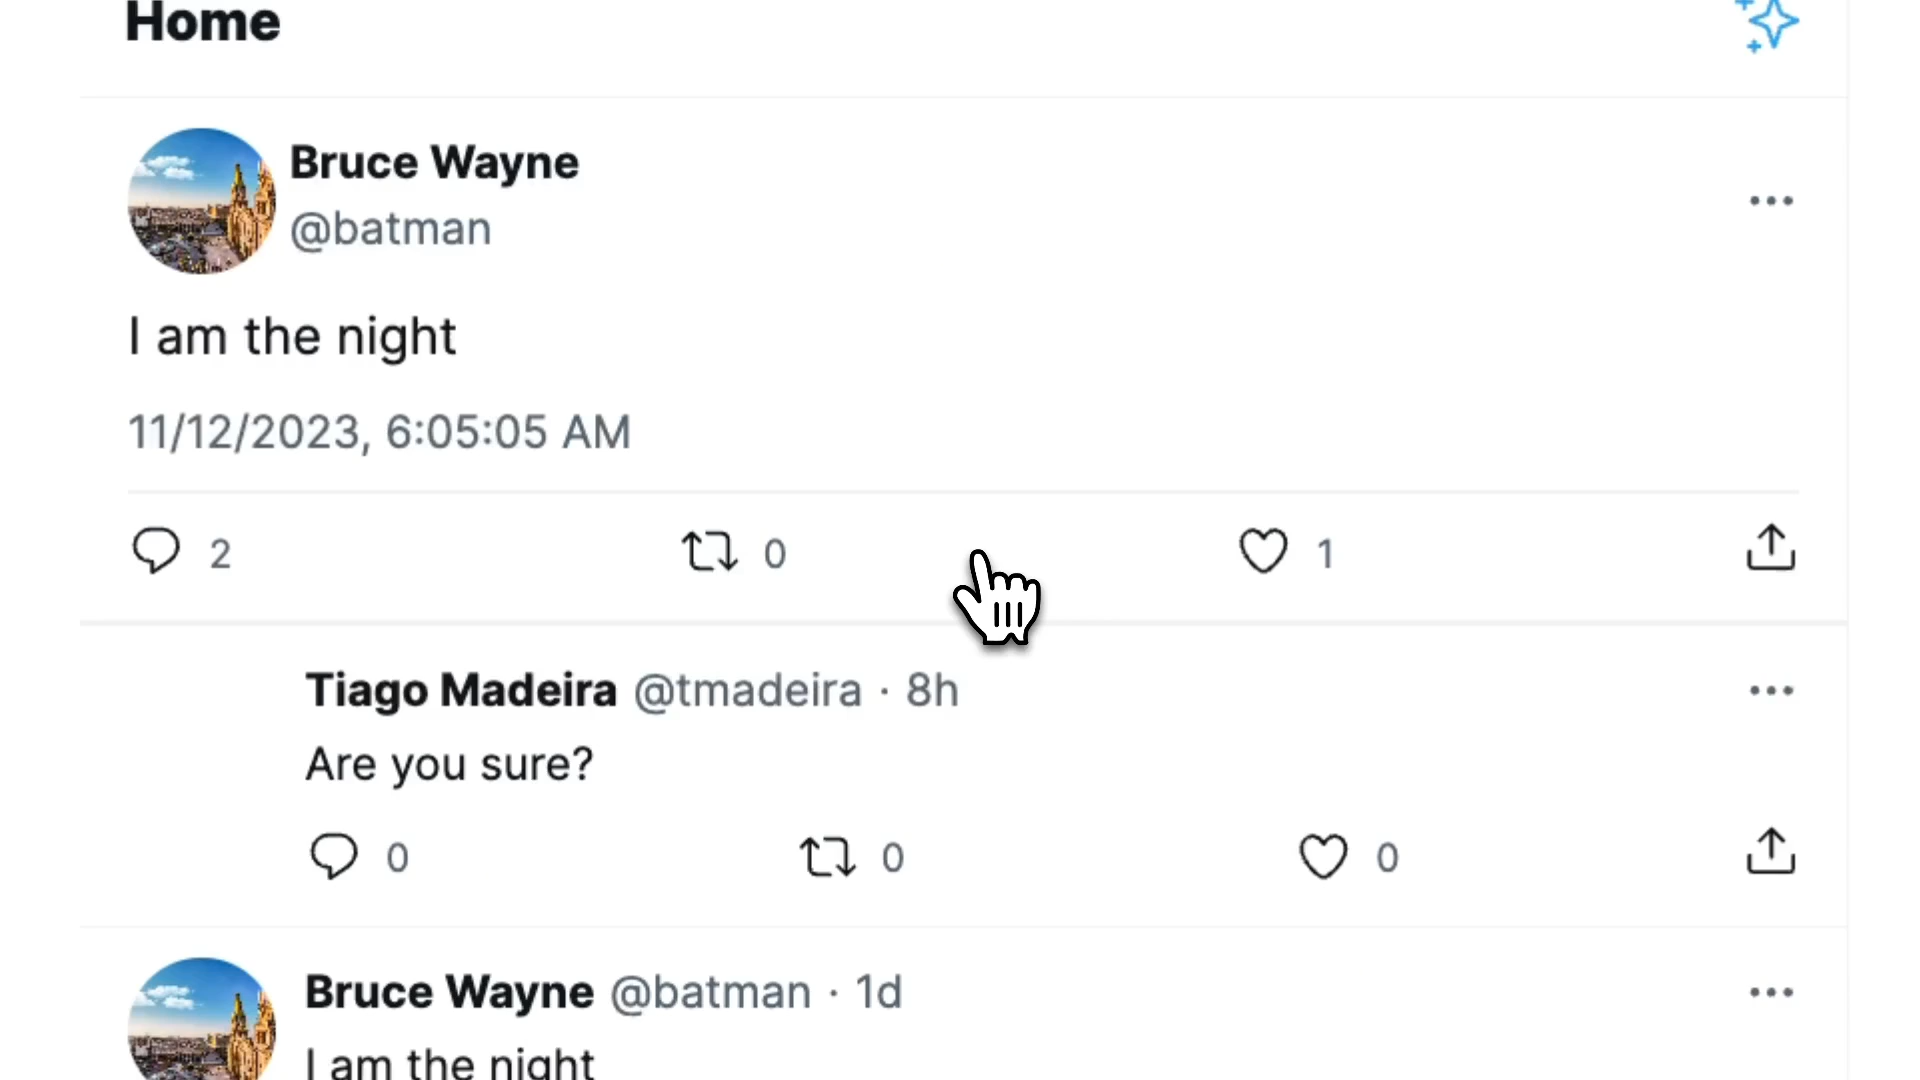 Home
Bruce Wayne
@batman
I am the night
11/12/2023, 6:05:05 AM
2 0 1
Tiago Madeira @tmadeira · 8h
Are you sure?
0 0 0
Bruce Wayne @batman · 1d
I am the night